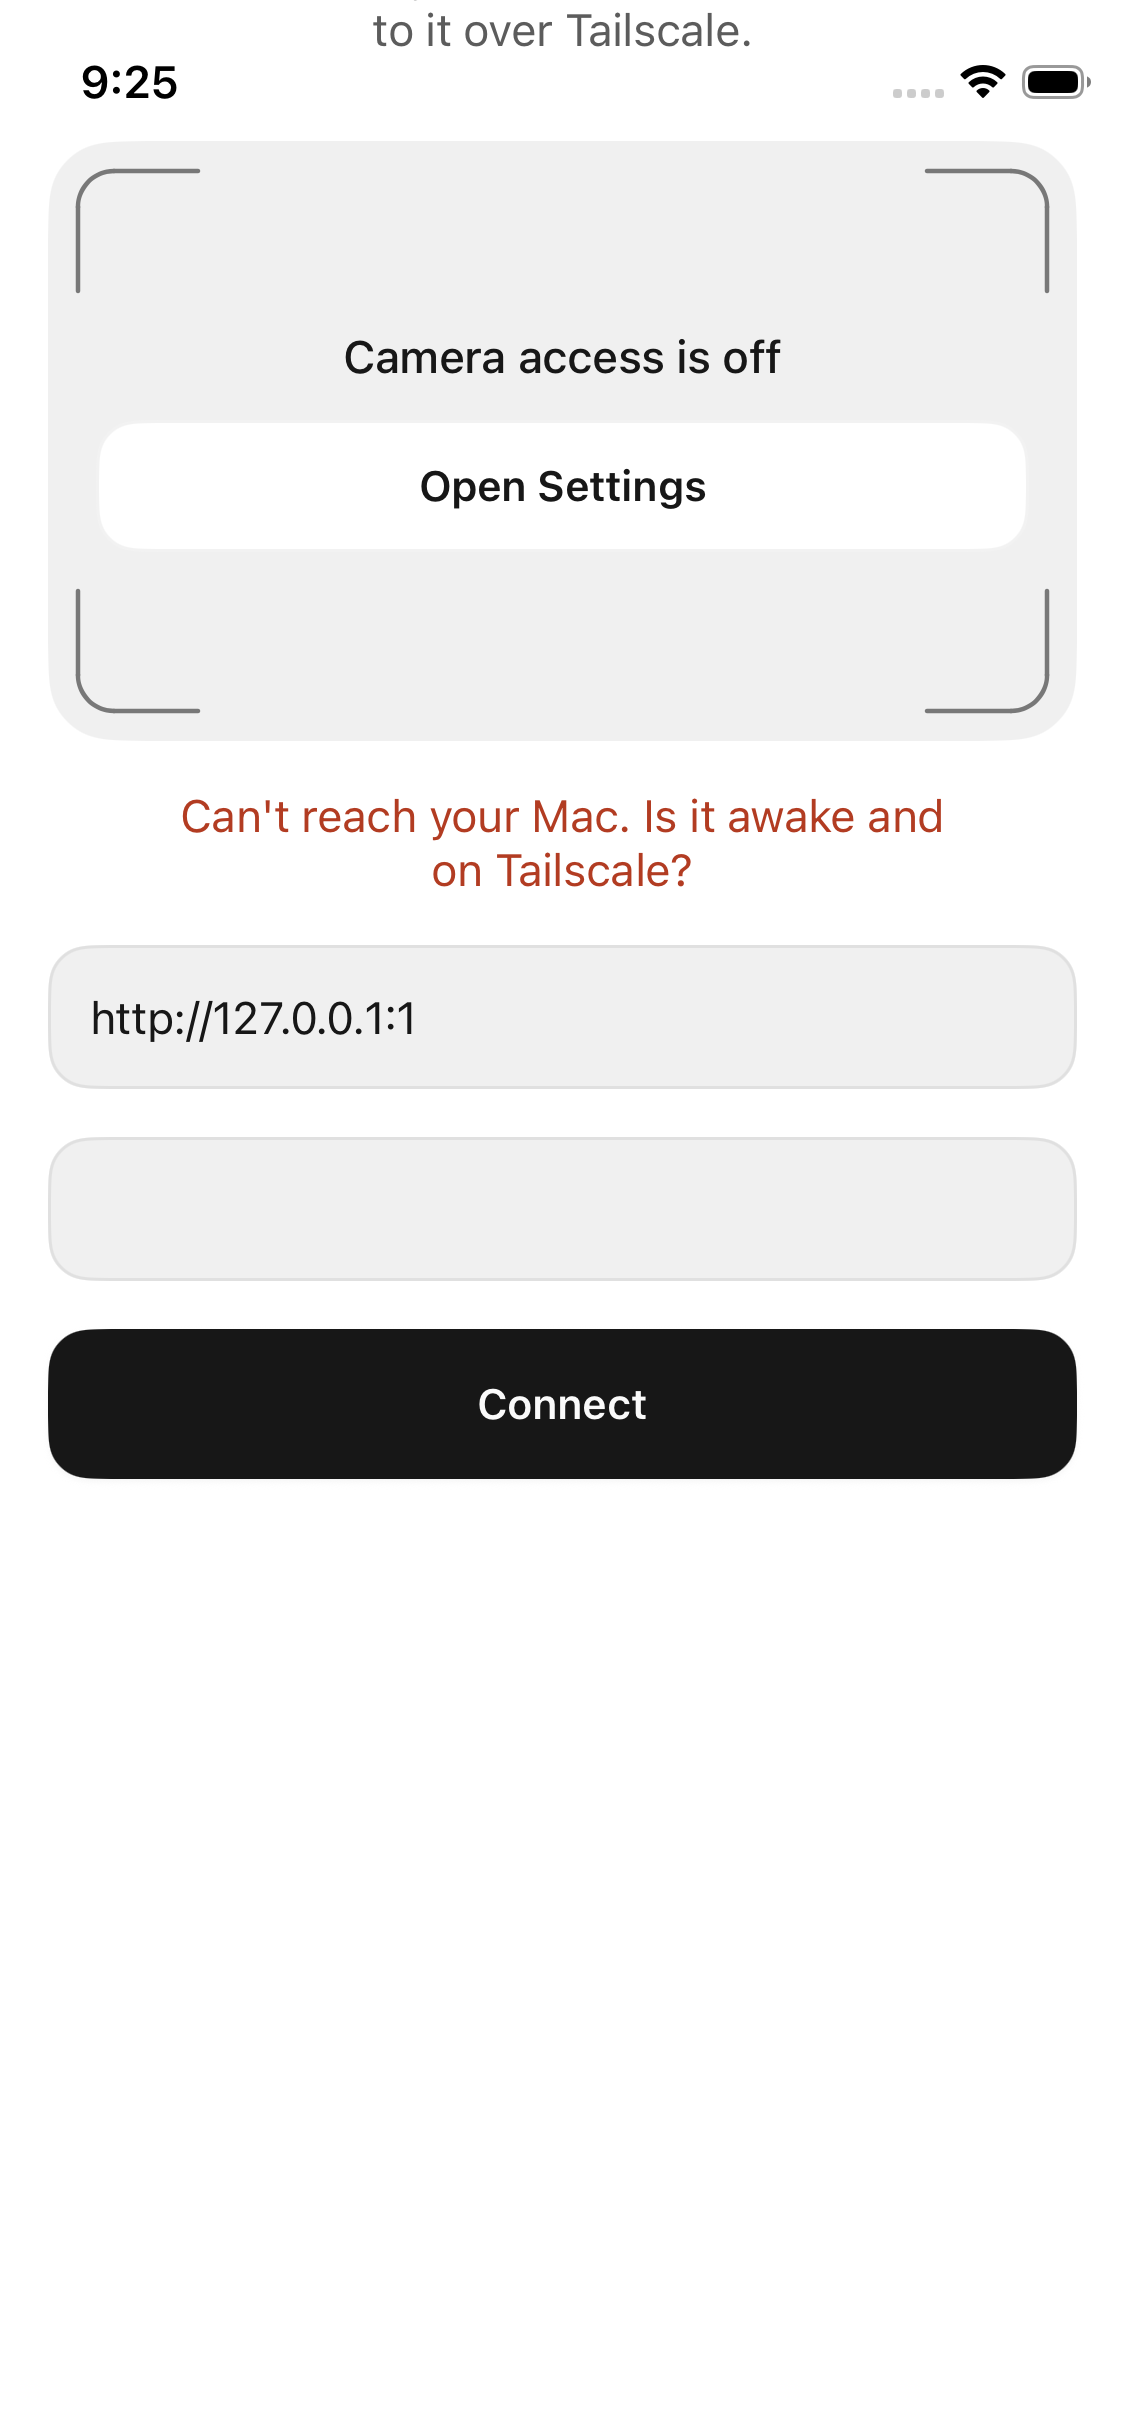 to it over Tailscale.
9:25
Camera access is off
Open Settings
Can't reach your Mac. Is it awake and
on Tailscale?
http://127.0.0.1:1
Connect